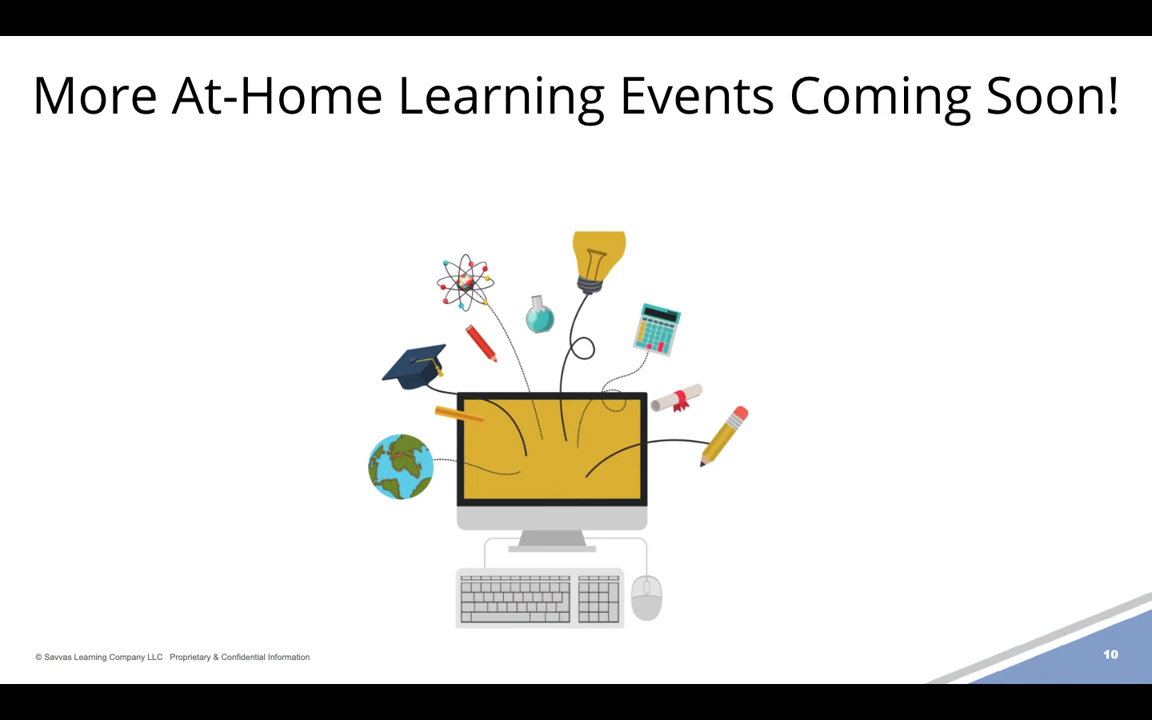 More At-Home Learning Events Coming Soon!
© Savvas Learning Company LLC Proprietary & Confidential Information
10